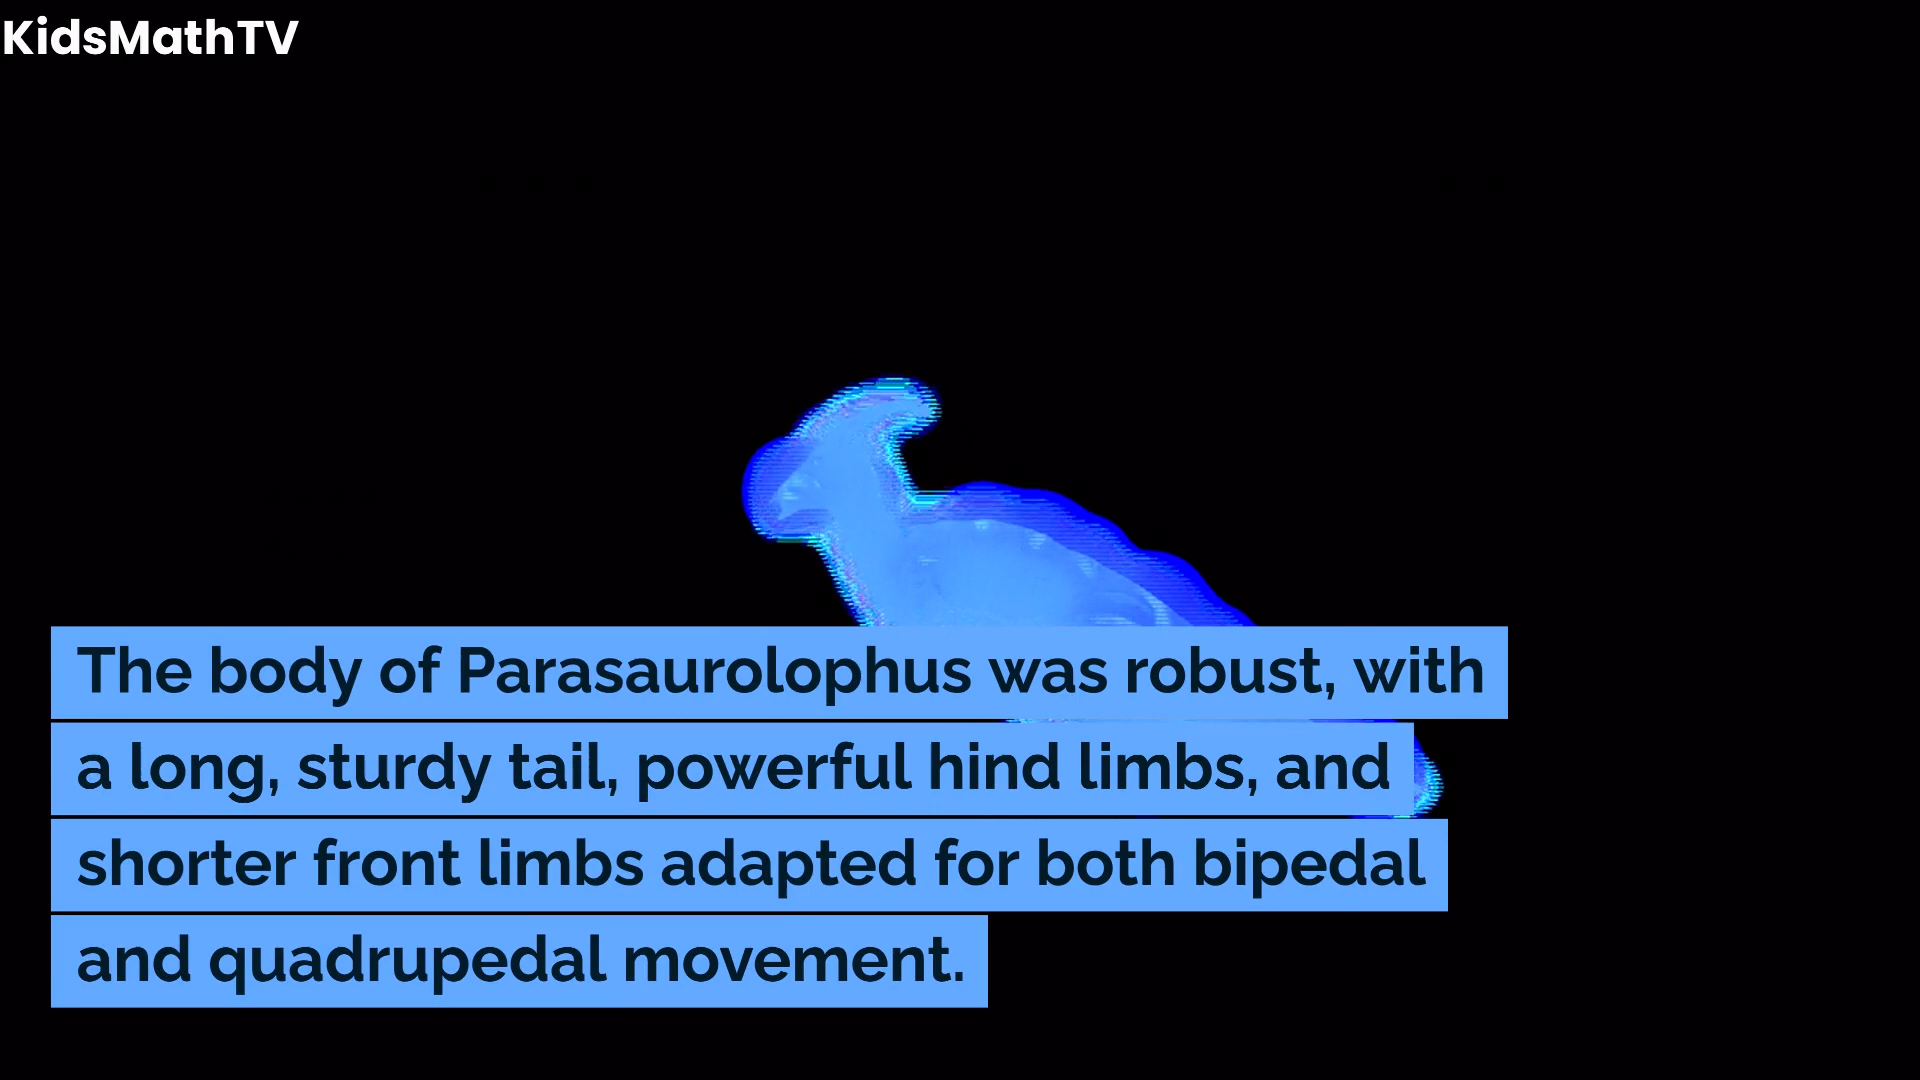 KidsMathTV
The body of Parasaurolophus was robust, with
a long, sturdy tail, powerful hind limbs, and
shorter front limbs adapted for both bipedal
and quadrupedal movement.